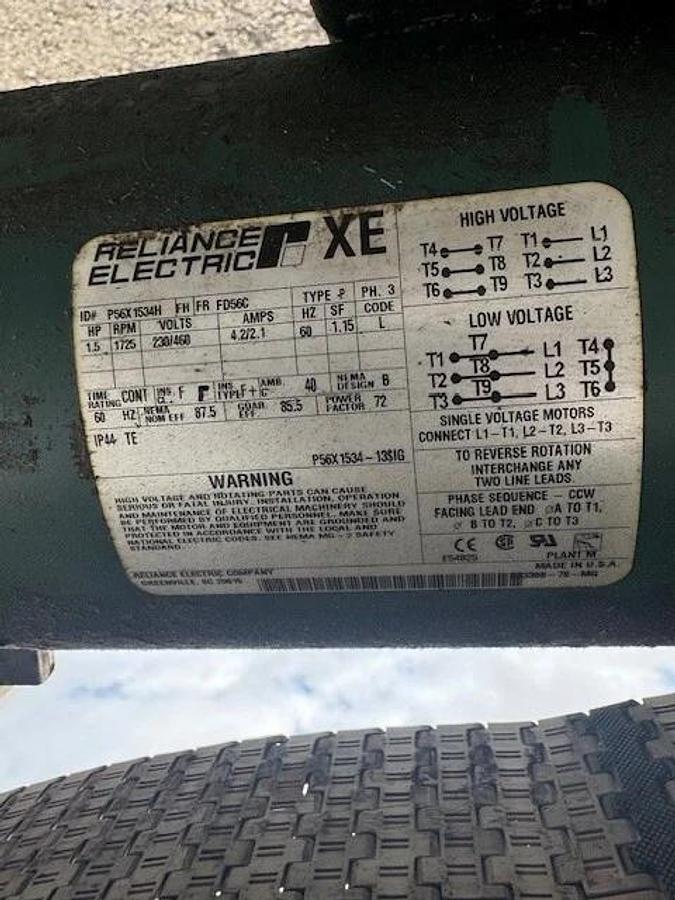 RELIANCE
ELECTRIC
XE
ID# P56X1534H FH FR FD56C TYPE P PH. 3
HP RPM VOLTS AMPS HZ SF CODE
1.5 1725 230/460 4.2/2.1 60 1.15 L
TIME RATING CONT INS. CL F INS TYPE F+ AMB °C 40 NEMA DESIGN B
60 HZ NEMA NOM EFF 87.5 GUAR. EFF. 85.5 POWER FACTOR 72
IP44 TE
P56X1534-13SIG
WARNING
HIGH VOLTAGE AND ROTATING PARTS CAN CAUSE
SERIOUS OR FATAL INJURY. INSTALLATION, OPERATION
AND MAINTENANCE OF ELECTRICAL MACHINERY SHOULD
BE PERFORMED BY QUALIFIED PERSONNEL. MAKE SURE
THAT THE MOTOR AND EQUIPMENT ARE GROUNDED AND
PROTECTED IN ACCORDANCE WITH THE LOCAL AND
NATIONAL ELECTRIC CODES. SEE NEMA MG-2 SAFETY
STANDARD.
RELIANCE ELECTRIC COMPANY
GREENVILLE, SC 29615
HIGH VOLTAGE
T4 T7 T1 L1
T5 T8 T2 L2
T6 T9 T3 L3
LOW VOLTAGE
T7
T1 L1 T4
T8
T2 L2 T5
T9
T3 L3 T6
SINGLE VOLTAGE MOTORS
CONNECT L1-T1, L2-T2, L3-T3
TO REVERSE ROTATION
INTERCHANGE ANY
TWO LINE LEADS.
PHASE SEQUENCE - CCW
FACING LEAD END øA TO T1,
ø B TO T2, øC TO T3
CE
PLANT M
MADE IN U.S.A.